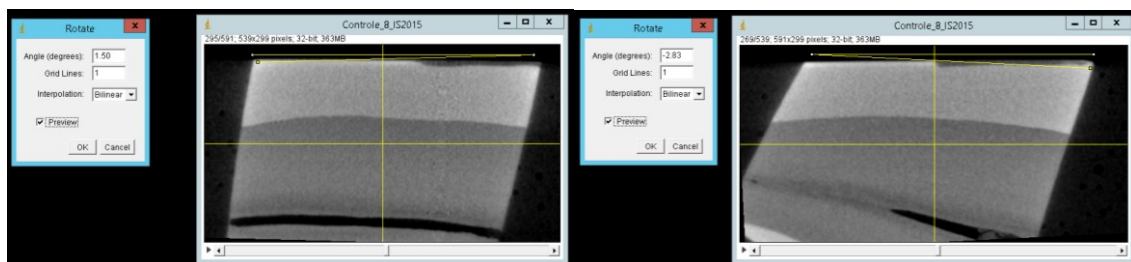 Rotate
x
Angle (degrees): 1.50
Grid Lines: 1
Interpolation: Bilinear
Preview
OK Cancel
Controle_8_IS2015
295/591; 539x299 pixels; 32-bit; 363MB
Rotate
x
Angle (degrees): -2.83
Grid Lines: 1
Interpolation: Bilinear
Preview
OK Cancel
Controle_8_IS2015
269/539; 591x299 pixels; 32-bit; 363MB